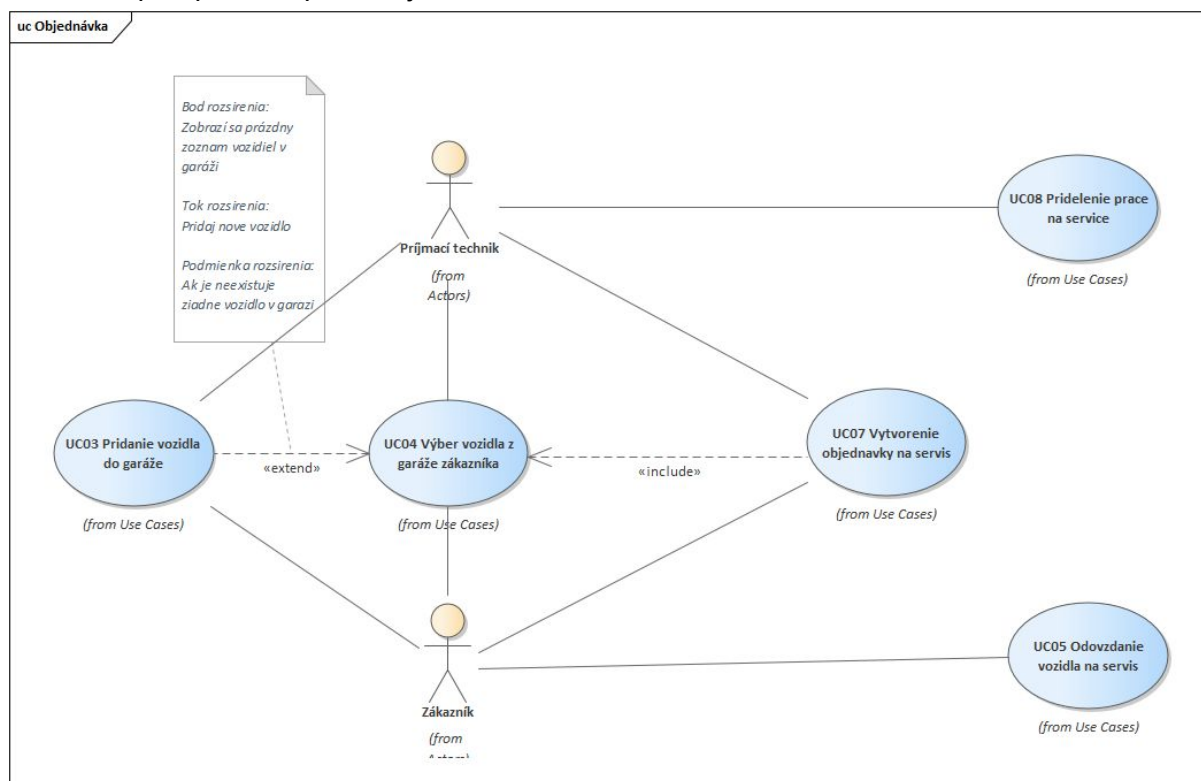 uc Objednávka
Bod rozsirenia:
Zobrazí sa prázdny
zoznam vozidiel v
garáži
Tok rozsirenia:
Pridaj nove vozidlo
Podmienka rozsirenia:
Ak je neexistuje
ziadne vozidlo v garazi
Príjmací technik
(from
Actors)
UC08 Pridelenie prace
na service
(from Use Cases)
UC03 Pridanie vozidla
do garáže
(from Use Cases)
«extend»
UC04 Výber vozidla z
garáže zákazníka
(from Use Cases)
«include»
UC07 Vytvorenie
objednavky na servis
(from Use Cases)
Zákazník
(from
UC05 Odovzdanie
vozidla na servis
(from Use Cases)